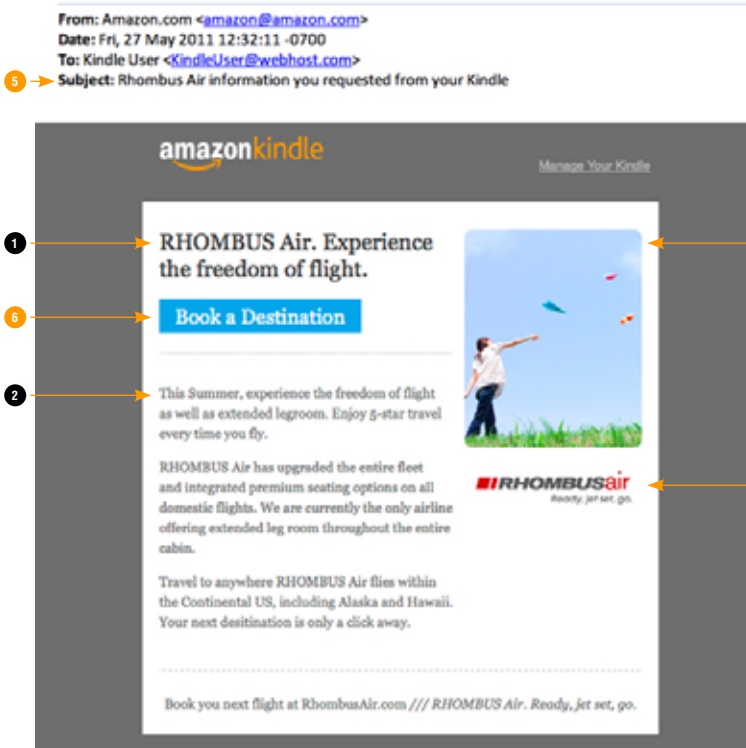 From: Amazon.com <amazon@amazon.com>
Date: Fri, 27 May 2011 12:32:11 -0700
To: Kindle User <KindleUser@webhost.com>
5 Subject: Rhombus Air information you requested from your Kindle
amazonkindle
Manage Your Kindle
1 RHOMBUS Air. Experience
the freedom of flight.
6 Book a Destination
2 This Summer, experience the freedom of flight
as well as extended legroom. Enjoy 5-star travel
every time you fly.
RHOMBUS Air has upgraded the entire fleet
and integrated premium seating options on all
domestic flights. We are currently the only airline
offering extended leg room throughout the entire
cabin.
Travel to anywhere RHOMBUS Air flies within
the Continental US, including Alaska and Hawaii.
Your next desitination is only a click away.
RHOMBUSair
Ready, jet set, go.
Book you next flight at RhombusAir.com /// RHOMBUS Air. Ready, jet set, go.